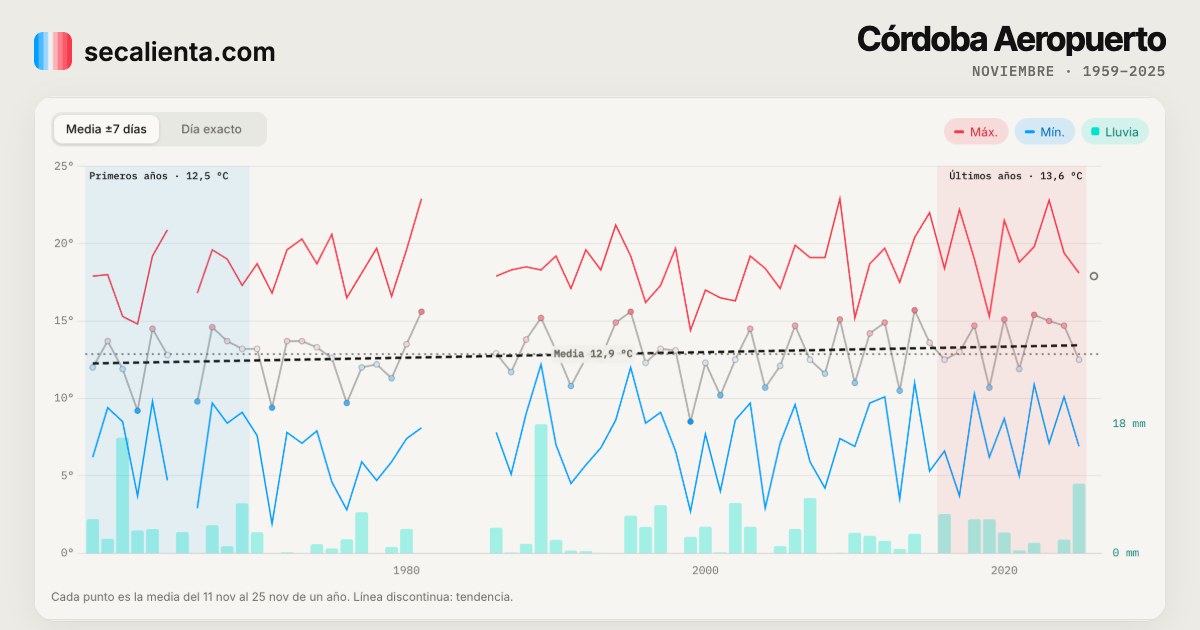 secalienta.com
Córdoba Aeropuerto
NOVIEMBRE · 1959–2025
Media ±7 días
Día exacto
Máx.
Mín.
Lluvia
25°
Primeros años · 12,5 °C
Últimos años · 13,6 °C
20°
15°
Media 12,9 °C
10°
18 mm
5°
0°
0 mm
1980
2000
2020
Cada punto es la media del 11 nov al 25 nov de un año. Línea discontinua: tendencia.